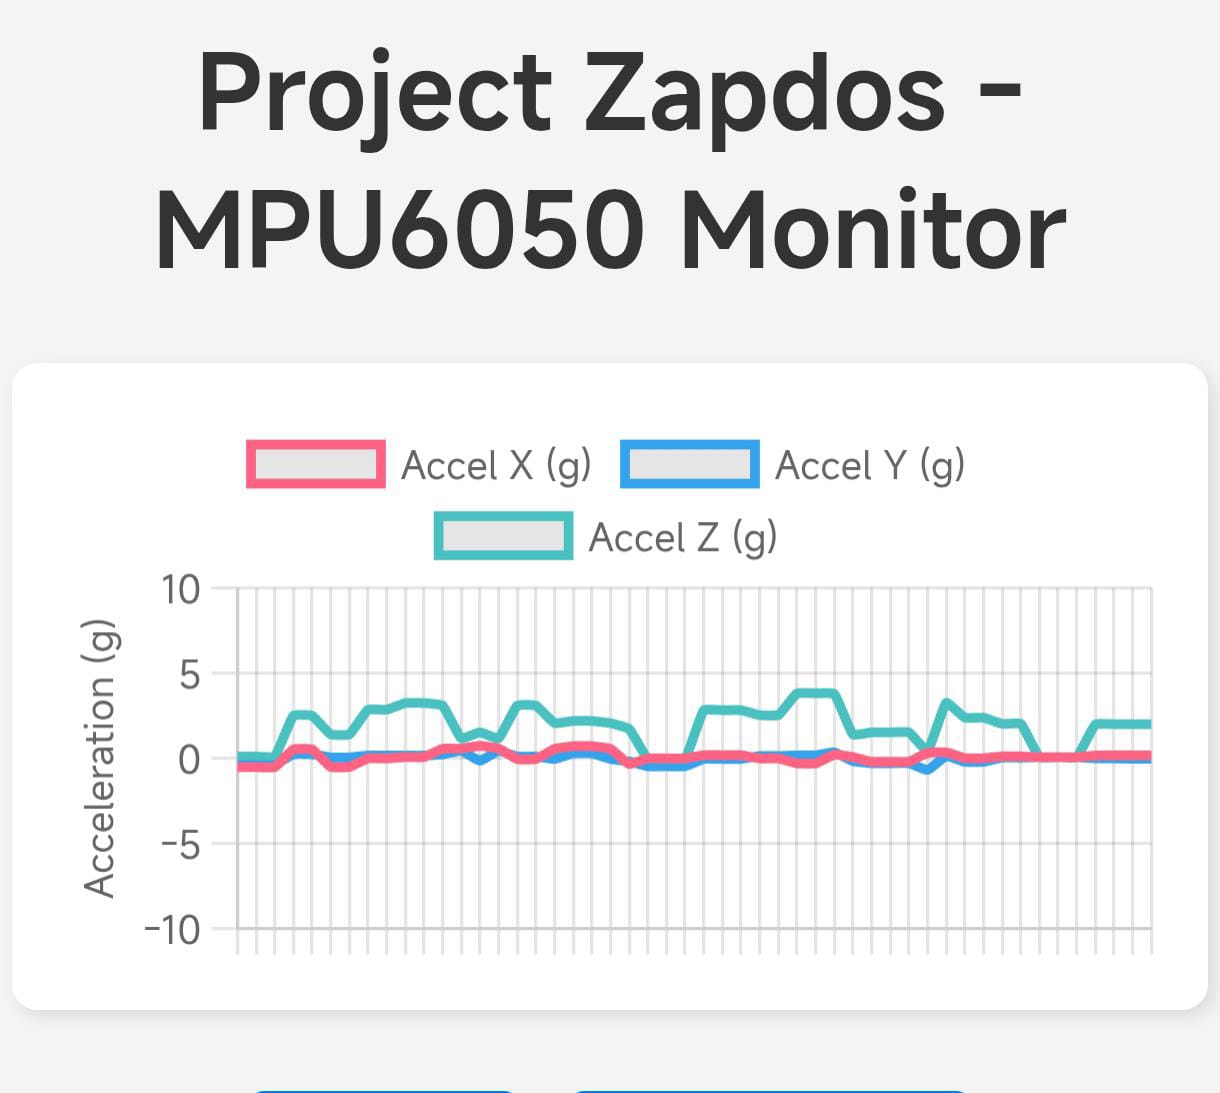 Project Zapdos -
MPU6050 Monitor
Accel X (g) Accel Y (g)
Accel Z (g)
10
5
0
-5
-10
Acceleration (g)